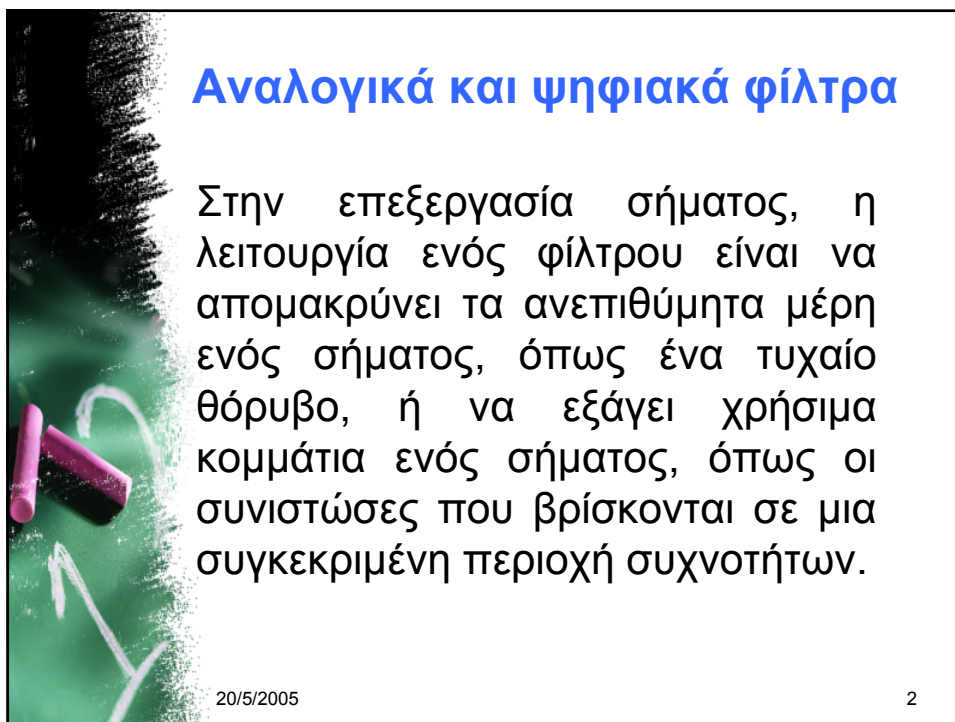 Αναλογικά και ψηφιακά φίλτρα
Στην επεξεργασία σήματος, η
λειτουργία ενός φίλτρου είναι να
απομακρύνει τα ανεπιθύμητα μέρη
ενός σήματος, όπως ένα τυχαίο
θόρυβο, ή να εξάγει χρήσιμα
κομμάτια ενός σήματος, όπως οι
συνιστώσες που βρίσκονται σε μια
συγκεκριμένη περιοχή συχνοτήτων.
20/5/2005
2